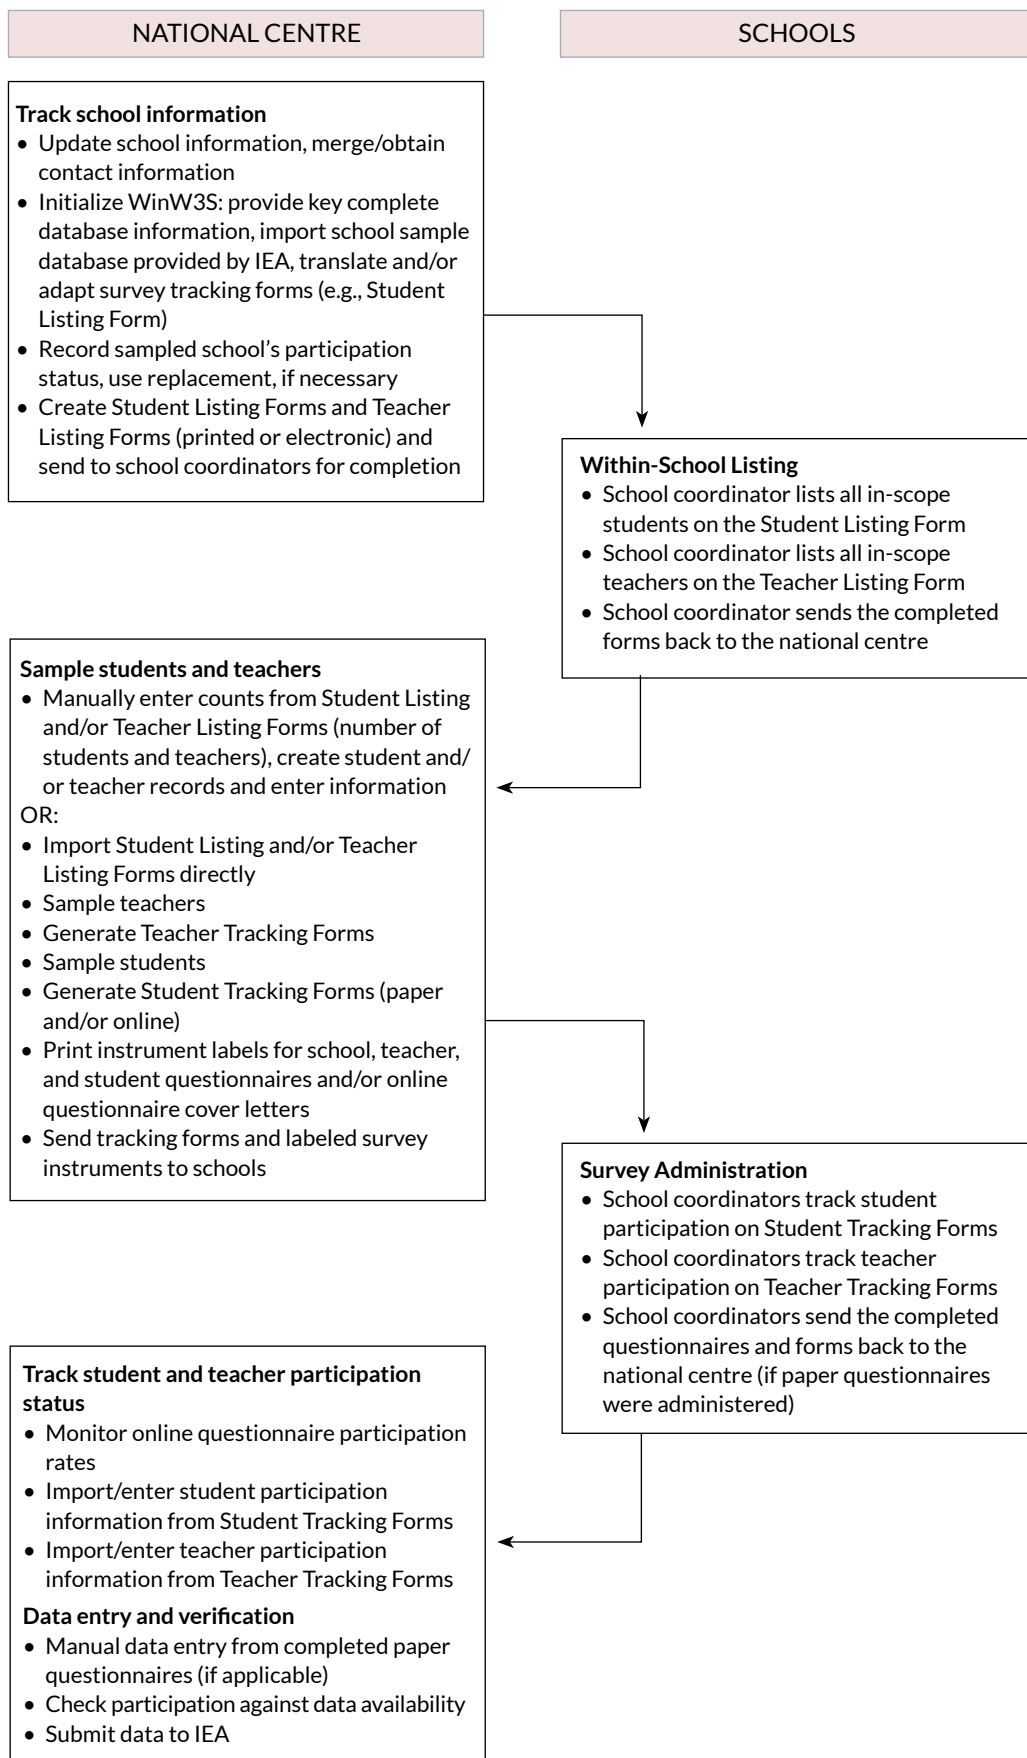 NATIONAL CENTRE
SCHOOLS
Track school information
• Update school information, merge/obtain
contact information
• Initialize WinW3S: provide key complete
database information, import school sample
database provided by IEA, translate and/or
adapt survey tracking forms (e.g., Student
Listing Form)
• Record sampled school’s participation
status, use replacement, if necessary
• Create Student Listing Forms and Teacher
Listing Forms (printed or electronic) and
send to school coordinators for completion
Within-School Listing
• School coordinator lists all in-scope
students on the Student Listing Form
• School coordinator lists all in-scope
teachers on the Teacher Listing Form
• School coordinator sends the completed
forms back to the national centre
Sample students and teachers
• Manually enter counts from Student Listing
and/or Teacher Listing Forms (number of
students and teachers), create student and/
or teacher records and enter information
OR:
• Import Student Listing and/or Teacher
Listing Forms directly
• Sample teachers
• Generate Teacher Tracking Forms
• Sample students
• Generate Student Tracking Forms (paper
and/or online)
• Print instrument labels for school, teacher,
and student questionnaires and/or online
questionnaire cover letters
• Send tracking forms and labeled survey
instruments to schools
Survey Administration
• School coordinators track student
participation on Student Tracking Forms
• School coordinators track teacher
participation on Teacher Tracking Forms
• School coordinators send the completed
questionnaires and forms back to the
national centre (if paper questionnaires
were administered)
Track student and teacher participation
status
• Monitor online questionnaire participation
rates
• Import/enter student participation
information from Student Tracking Forms
• Import/enter teacher participation
information from Teacher Tracking Forms
Data entry and verification
• Manual data entry from completed paper
questionnaires (if applicable)
• Check participation against data availability
• Submit data to IEA